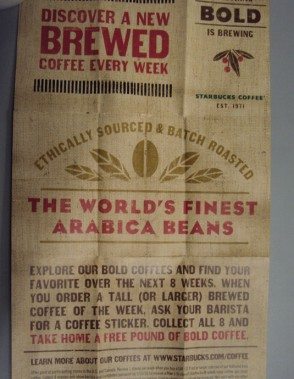 DISCOVER A NEW
BREWED
COFFEE EVERY WEEK
BOLD
IS BREWING
STARBUCKS COFFEE
EST. 1971
ETHICALLY SOURCED & BATCH ROASTED
THE WORLD'S FINEST
ARABICA BEANS
EXPLORE OUR BOLD COFFEES AND FIND YOUR
FAVORITE OVER THE NEXT 8 WEEKS. WHEN
YOU ORDER A TALL (OR LARGER) BREWED
COFFEE OF THE WEEK, ASK YOUR BARISTA
FOR A COFFEE STICKER. COLLECT ALL 8 AND
TAKE HOME A FREE POUND OF BOLD COFFEE.
LEARN MORE ABOUT OUR COFFEES AT WWW.STARBUCKS.COM/COFFEE